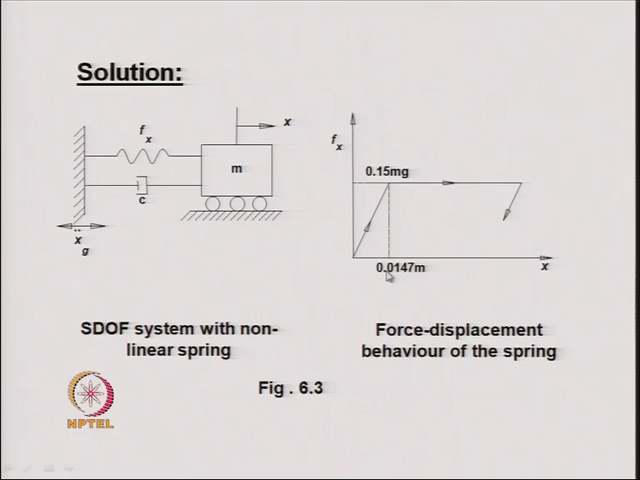 Solution:
f
x
x
m
c
ẍ
g
f
x
0.15mg
0.0147m
x
SDOF system with non-
linear spring
Force-displacement
behaviour of the spring
Fig . 6.3
NPTEL